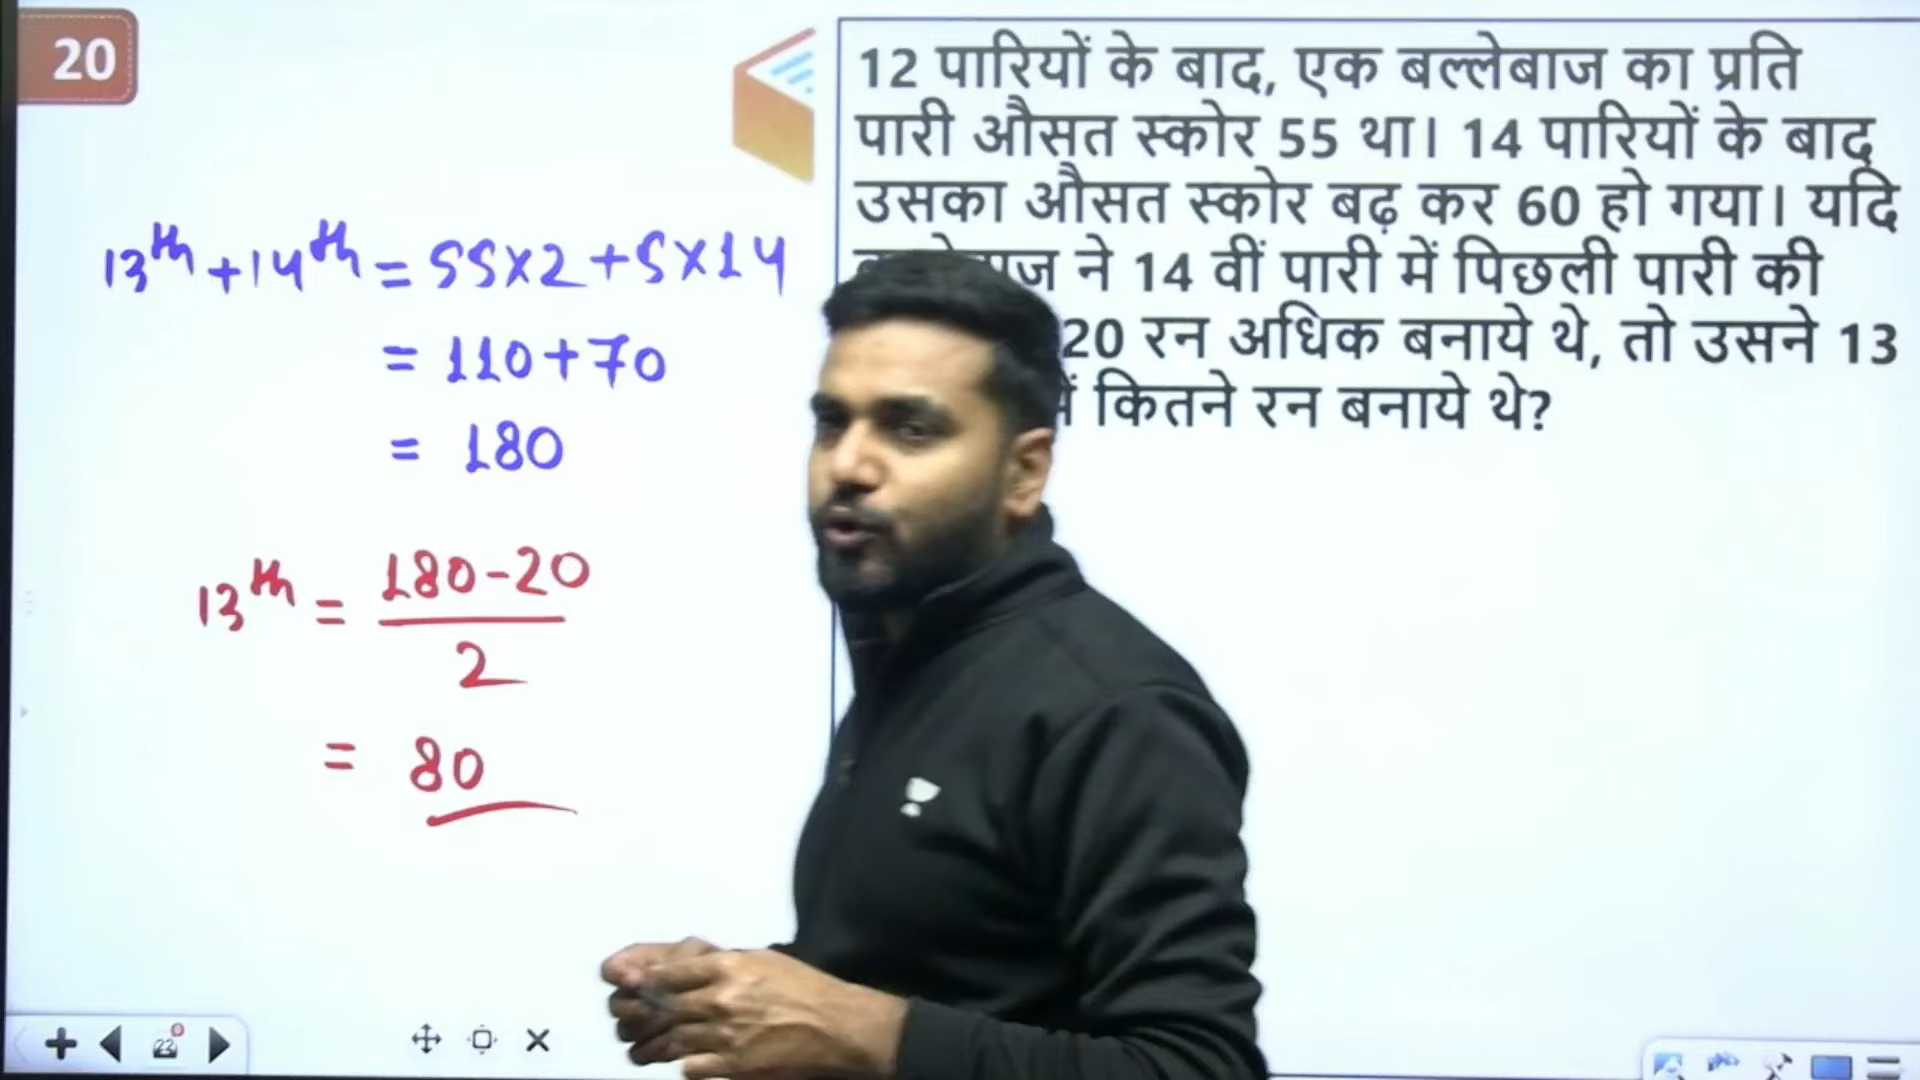 20
12 पारियों के बाद, एक बल्लेबाज का प्रति
पारी औसत स्कोर 55 था। 14 पारियों के बाद
उसका औसत स्कोर बढ़ कर 60 हो गया। यदि
ने 14 वीं पारी में पिछली पारी की
20 रन अधिक बनाये थे, तो उसने 13
में कितने रन बनाये थे?
13th + 14th = 55×2 + 5×14
= 110+70
= 180
13th = 180-20
2
= 80
22